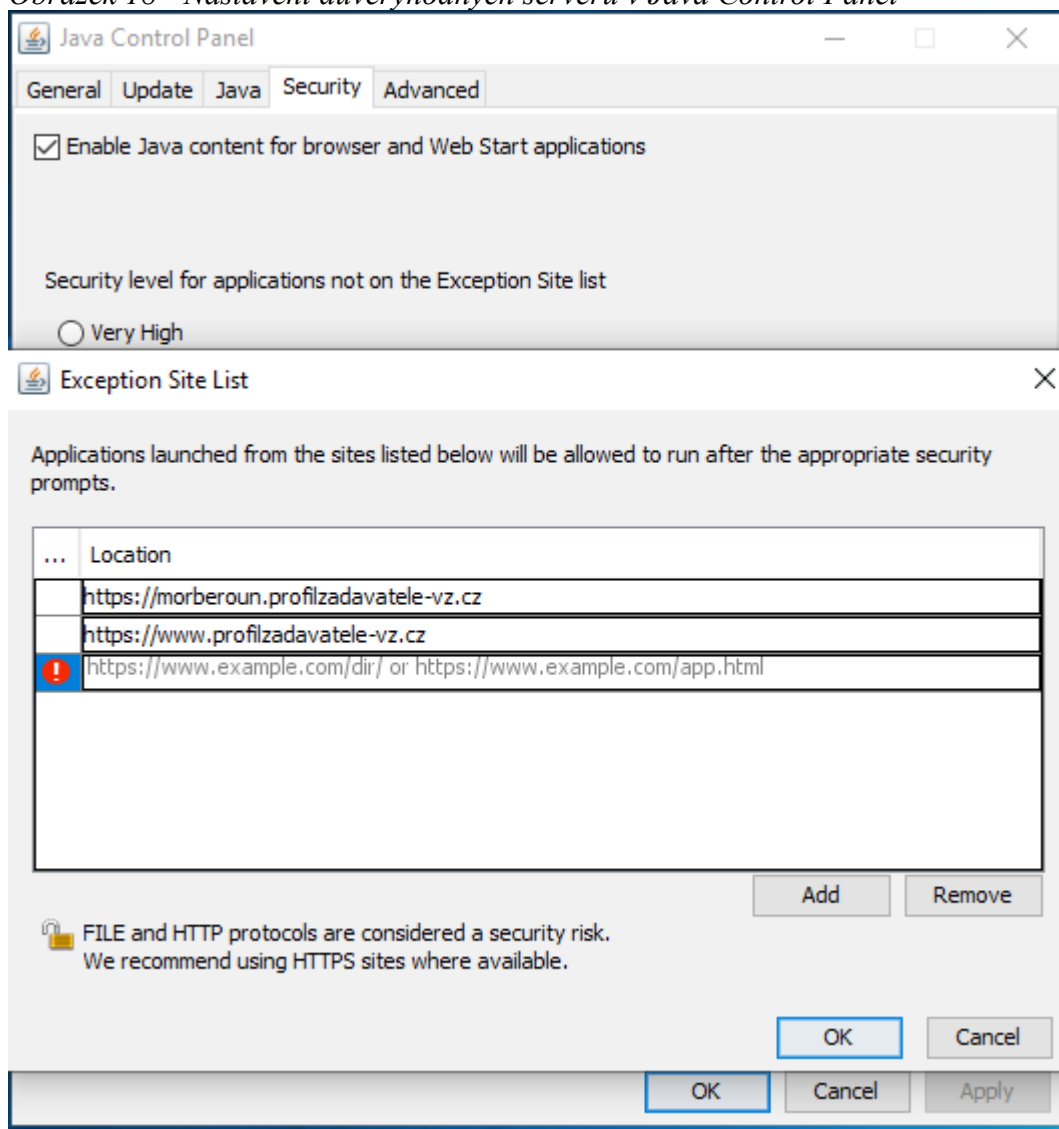 Obrázek 18 - Nastavení důvěryhodných serverů v Java Control Panel
Java Control Panel
General Update Java Security Advanced
Enable Java content for browser and Web Start applications
Security level for applications not on the Exception Site list
Very High
Exception Site List
Applications launched from the sites listed below will be allowed to run after the appropriate security
prompts.
... Location
https://morberoun.profilzadavatele-vz.cz
https://www.profilzadavatele-vz.cz
https://www.example.com/dir/ or https://www.example.com/app.html
Add Remove
FILE and HTTP protocols are considered a security risk.
We recommend using HTTPS sites where available.
OK Cancel
OK Cancel Apply